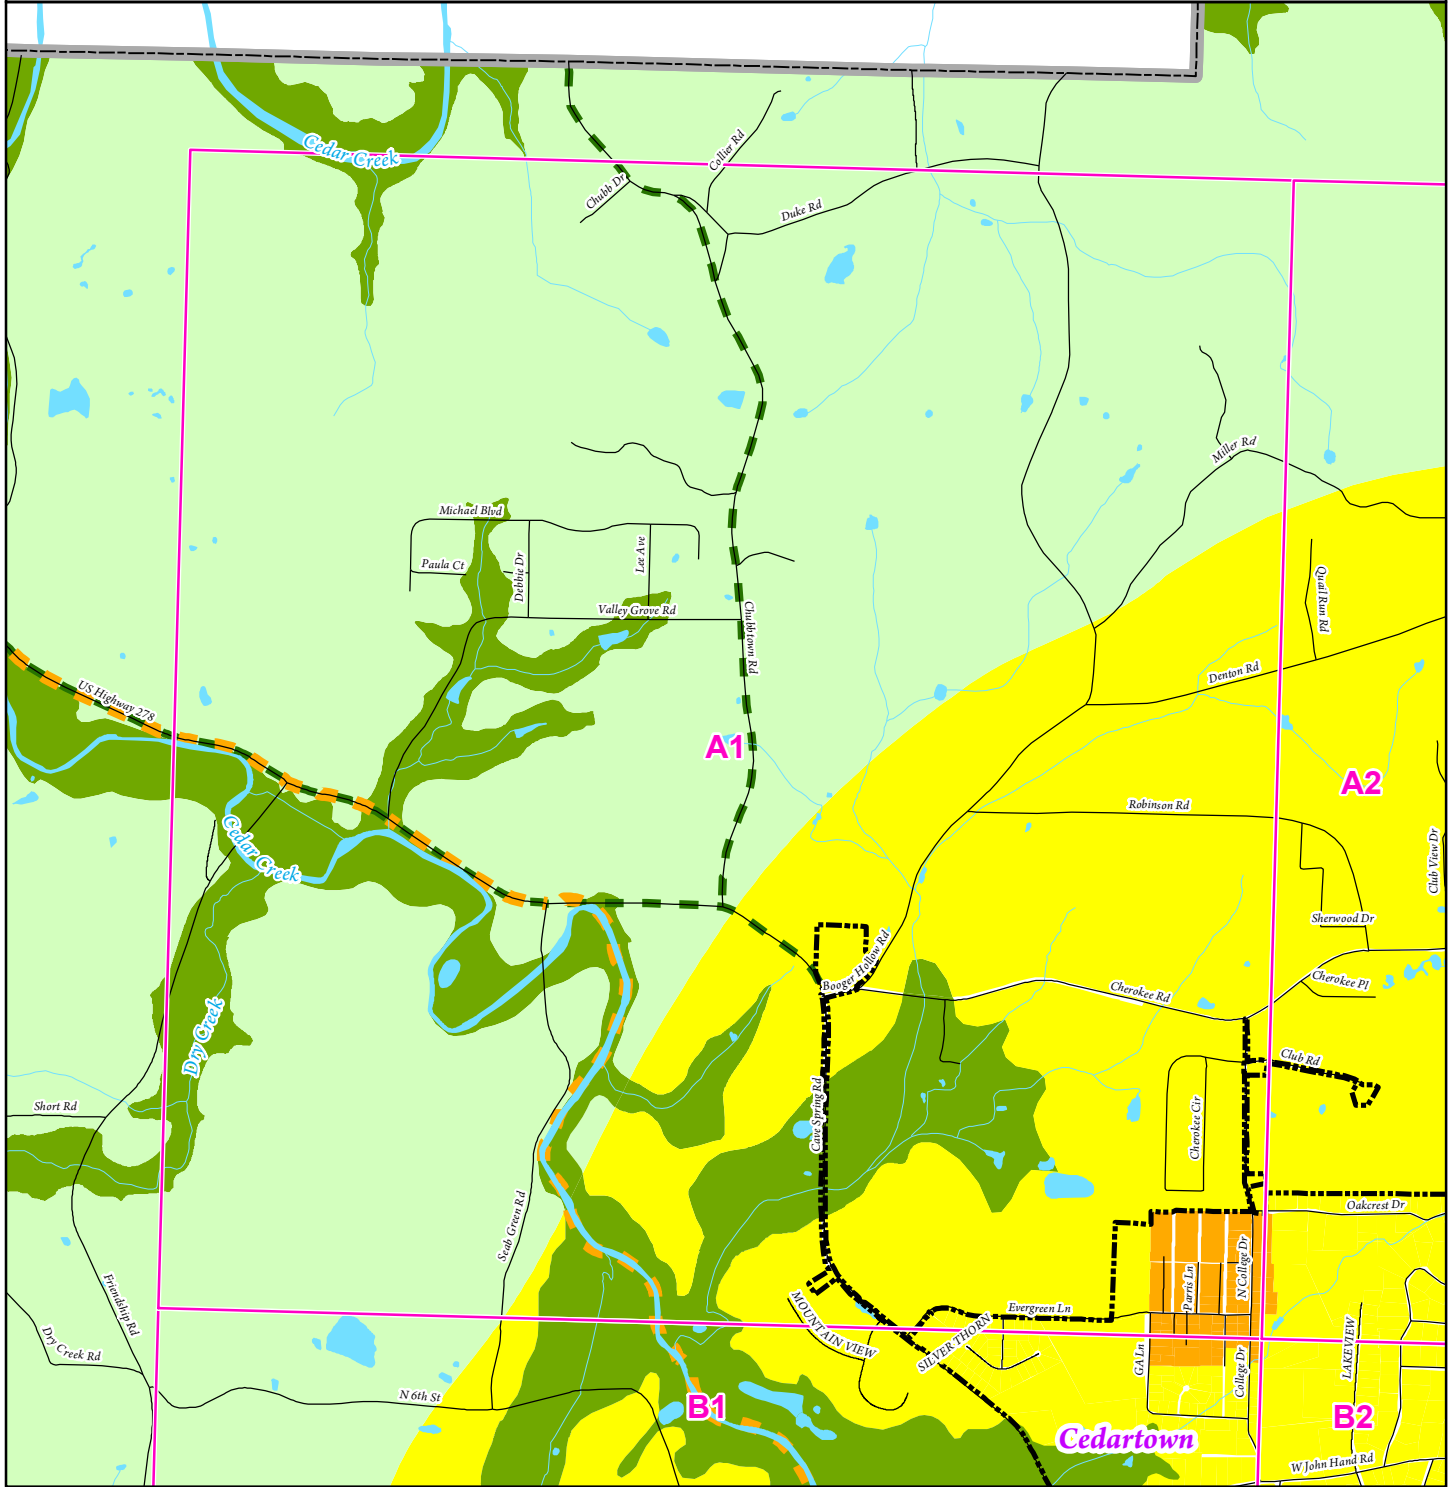 Cedar Creek
Collier Rd
Chubb Dr
Duke Rd
Miller Rd
Michael Blvd
Paula Ct
Debbie Dr
Lee Ave
Valley Grove Rd
Chubbtown Rd
Quail Run Rd
Denton Rd
US Highway 278
A1
A2
Robinson Rd
Cedar Creek
Club View Dr
Sherwood Dr
Booger Hollow Rd
Cherokee Rd
Cherokee Pl
Dry Creek
Club Rd
Short Rd
Cave Spring Rd
Cherokee Cir
Oakcrest Dr
Seab Green Rd
N College Dr
Parris Ln
Friendship Rd
Evergreen Ln
MOUNTAIN VIEW
SILVER THORN
LAKEVIEW
Dry Creek Rd
GA Ln
College Dr
N 6th St
B1
B2
Cedartown
W John Hand Rd